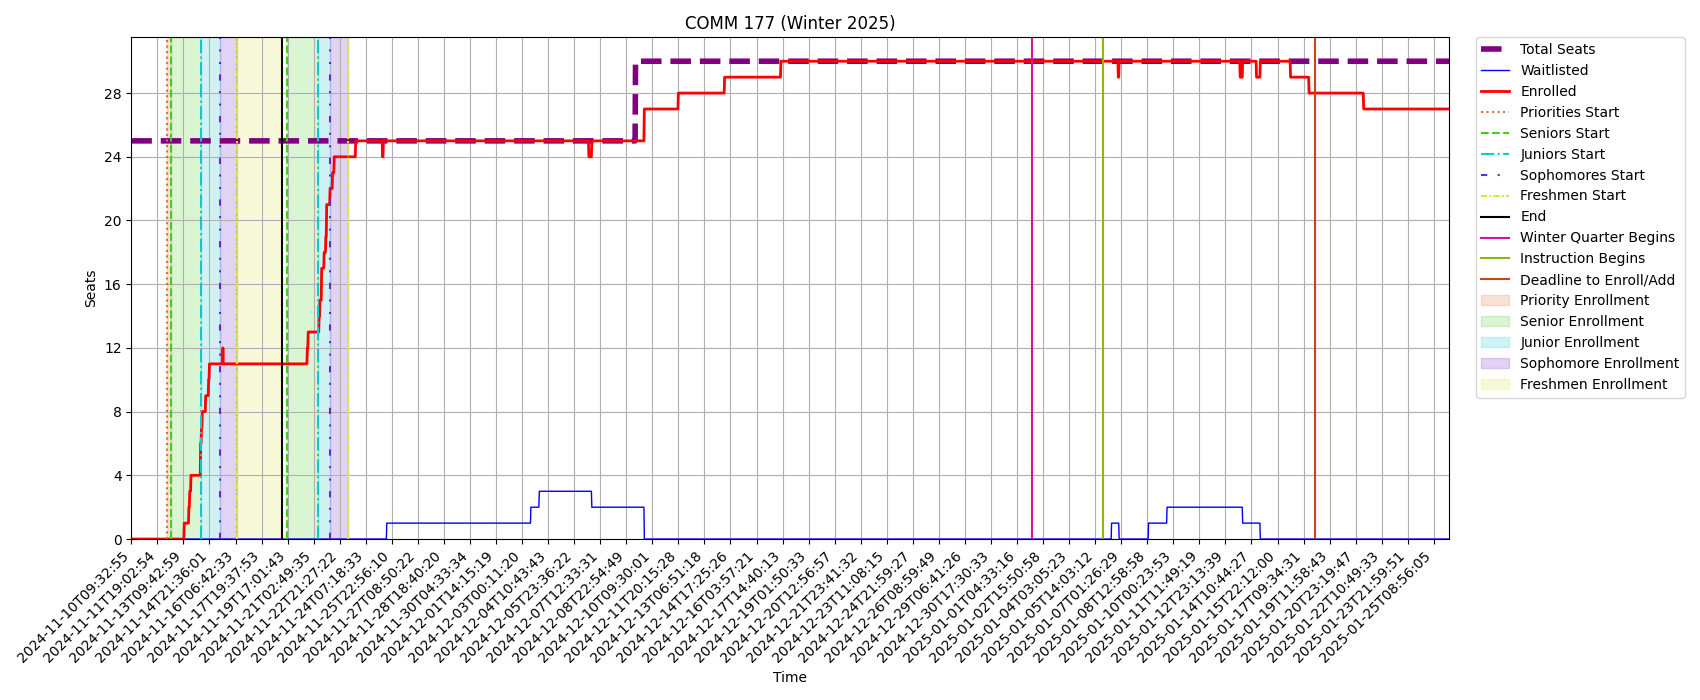 COMM 177 (Winter 2025)
Total Seats
Waitlisted
Enrolled
Priorities Start
Seniors Start
Juniors Start
Sophomores Start
Freshmen Start
End
Winter Quarter Begins
Instruction Begins
Deadline to Enroll/Add
Priority Enrollment
Senior Enrollment
Junior Enrollment
Sophomore Enrollment
Freshmen Enrollment
Seats
28
24
20
16
12
8
4
0
2024-11-10T09:32:55
2024-11-11T19:02:54
2024-11-13T09:42:59
2024-11-14T21:36:01
2024-11-16T06:42:33
2024-11-17T19:37:53
2024-11-19T17:01:43
2024-11-21T02:49:35
2024-11-22T21:27:22
2024-11-24T07:18:33
2024-11-25T22:56:10
2024-11-27T08:50:22
2024-11-28T18:40:20
2024-11-30T04:33:34
2024-12-01T14:15:19
2024-12-03T00:11:20
2024-12-04T10:43:43
2024-12-05T23:36:22
2024-12-07T12:33:31
2024-12-08T22:54:49
2024-12-10T09:30:01
2024-12-11T20:15:28
2024-12-13T06:51:18
2024-12-14T17:25:26
2024-12-16T03:57:21
2024-12-17T14:40:13
2024-12-19T01:50:33
2024-12-20T12:56:57
2024-12-21T23:41:32
2024-12-23T11:08:15
2024-12-24T21:59:27
2024-12-26T08:59:49
2024-12-29T06:41:26
2024-12-30T17:30:33
2025-01-01T04:33:16
2025-01-02T15:50:58
2025-01-04T03:05:23
2025-01-05T14:03:12
2025-01-07T01:26:29
2025-01-08T12:58:58
2025-01-10T00:23:53
2025-01-11T11:49:19
2025-01-12T23:13:39
2025-01-14T10:44:27
2025-01-15T22:12:00
2025-01-17T09:34:31
2025-01-19T11:58:43
2025-01-20T23:19:47
2025-01-22T10:49:33
2025-01-23T21:59:51
2025-01-25T08:56:05
Time